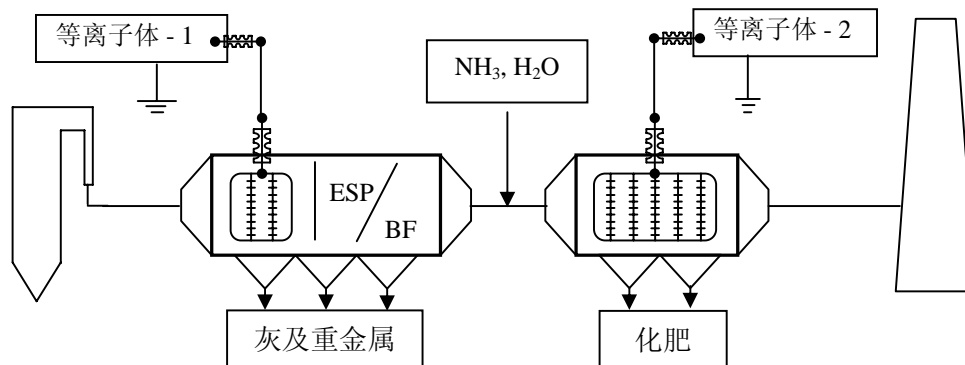 等离子体 - 1
等离子体 - 2
NH₃, H₂O
ESP
BF
灰及重金属
化肥